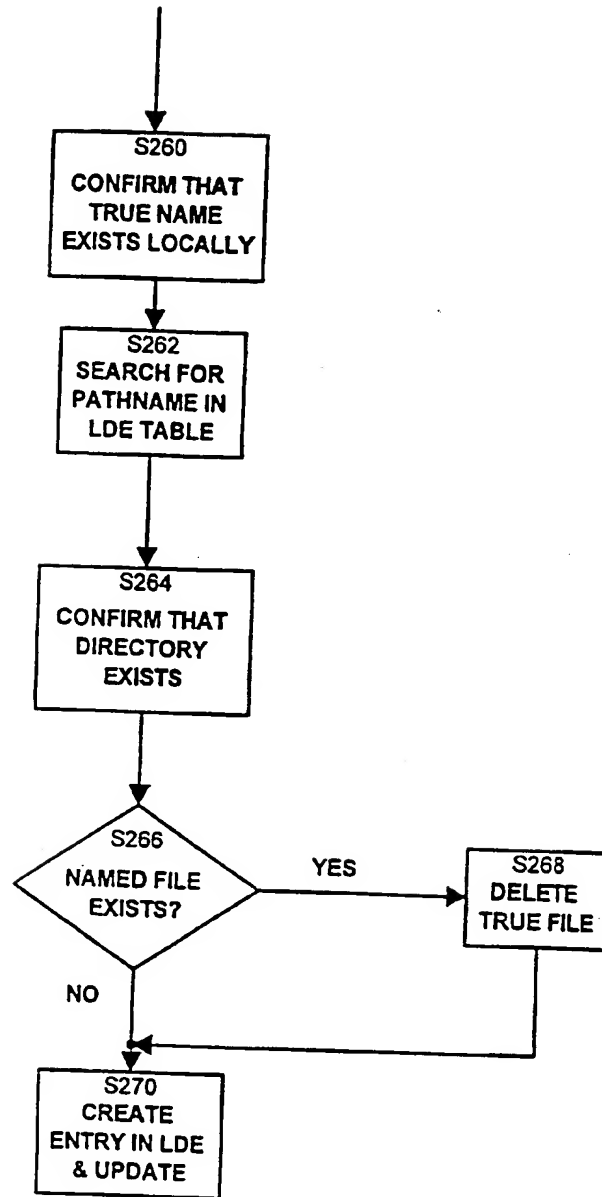 S260
CONFIRM THAT
TRUE NAME
EXISTS LOCALLY
S262
SEARCH FOR
PATHNAME IN
LDE TABLE
S264
CONFIRM THAT
DIRECTORY
EXISTS
S266
NAMED FILE
EXISTS?
YES
S268
DELETE
TRUE FILE
NO
S270
CREATE
ENTRY IN LDE
& UPDATE